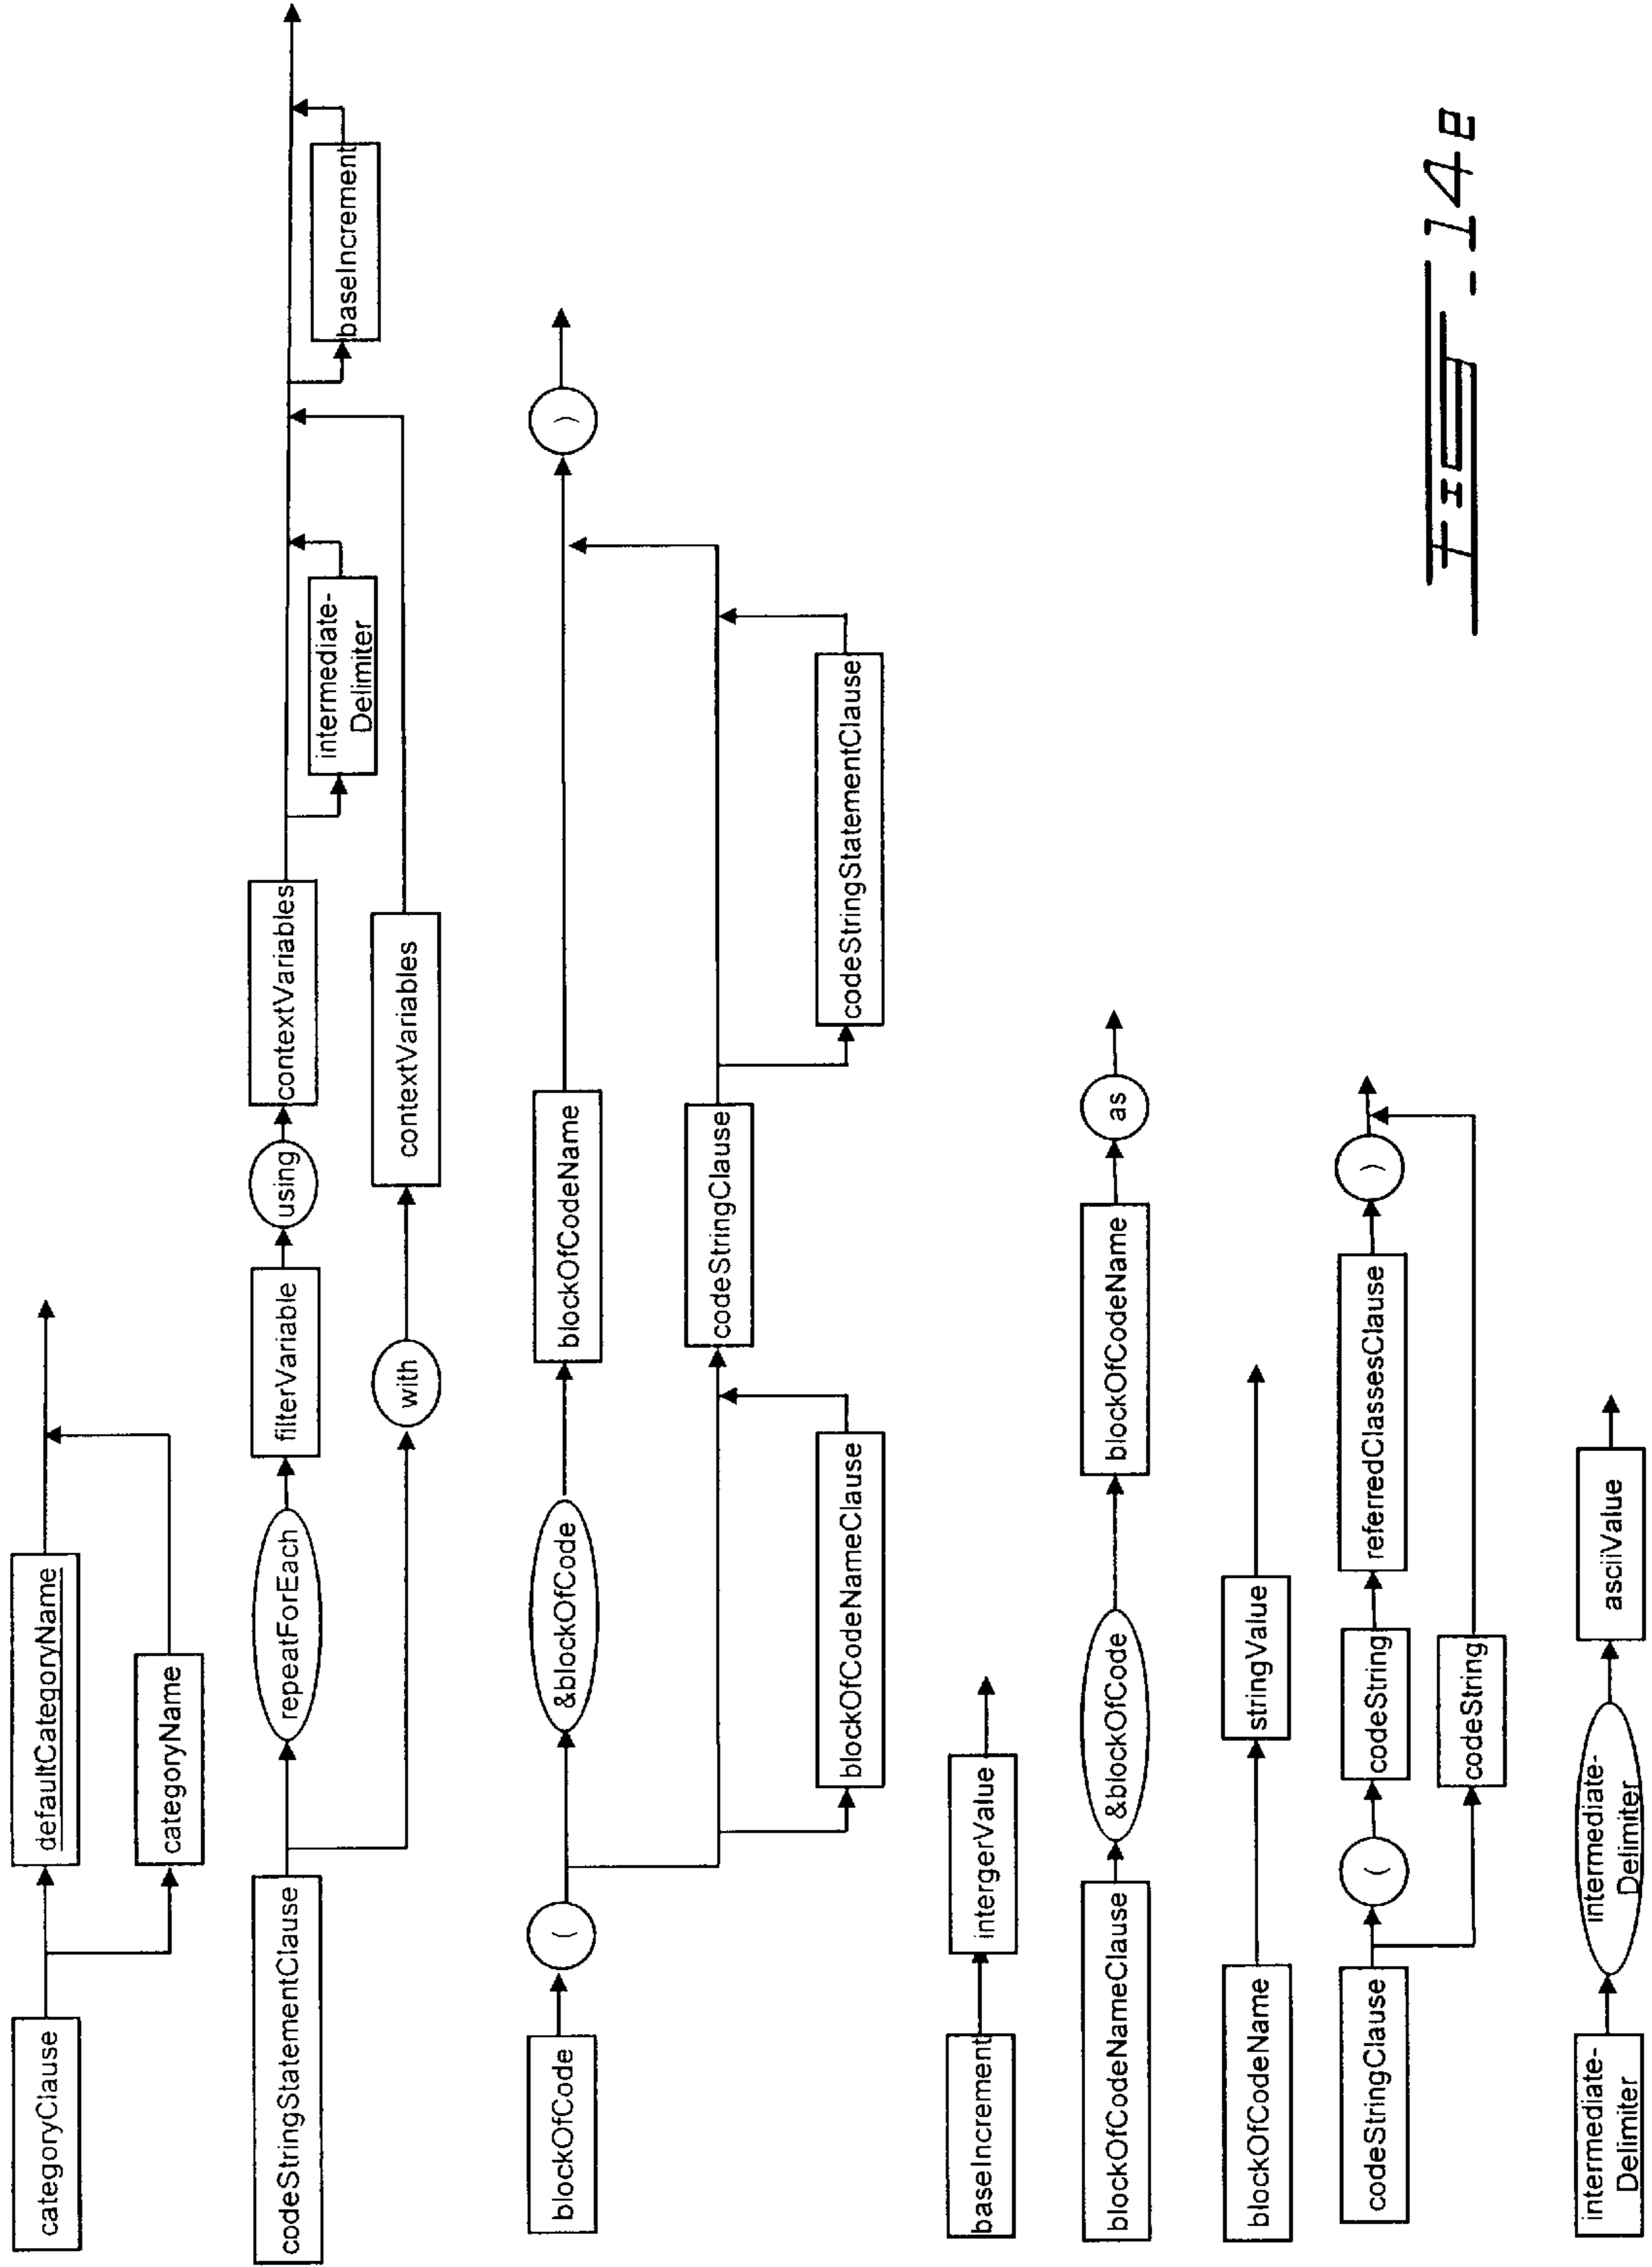 categoryClause
defaultCategoryName
categoryName
codeStringStatementClause
repeatForEach
filterVariable
using
contextVariables
intermediate-
Delimiter
baseIncrement
with
contextVariables
blockOfCode
(
&blockOfCode
blockOfCodeName
)
blockOfCodeNameClause
codeStringClause
codeStringStatementClause
baseIncrement
intergerValue
blockOfCodeNameClause
&blockOfCode
blockOfCodeName
as
blockOfCodeName
stringValue
codeStringClause
(
codeString
referredClassesClause
)
codeString
intermediate-
Delimiter
intermediate-
Delimiter
asciiValue
FIG - 14E